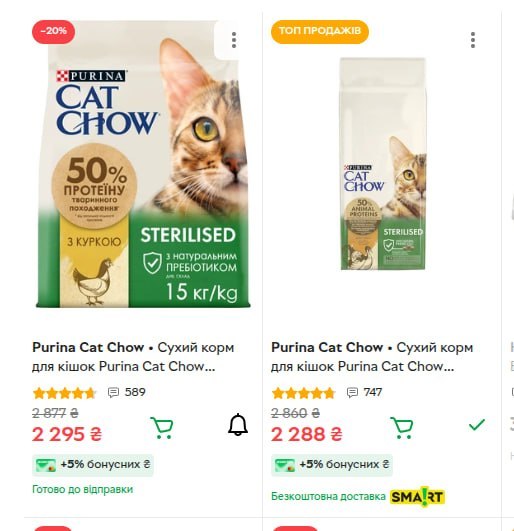 –20%
PURINA
CAT
CHOW
50%
ПРОТЕЇНУ
тваринного
походження*
З КУРКОЮ
STERILISED
з натуральним
ПРЕБІОТИКОМ
15 кг/kg
Purina Cat Chow • Сухий корм
для кішок Purina Cat Chow...
589
2 877 ₴
2 295 ₴
+5% бонусних ₴
Готово до відправки
ТОП ПРОДАЖІВ
PURINA
CAT
CHOW
50%
ANIMAL
PROTEINS
STERILISED
Purina Cat Chow • Сухий корм
для кішок Purina Cat Chow...
747
2 860 ₴
2 288 ₴
+5% бонусних ₴
Безкоштовна доставка SMART